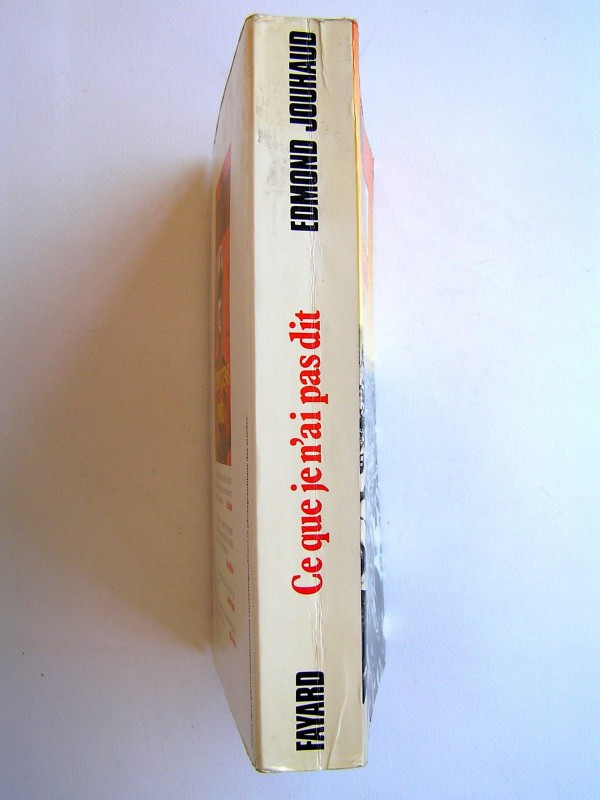 EDMOND JOUHAUD
Ce que je n'ai pas dit
FAYARD